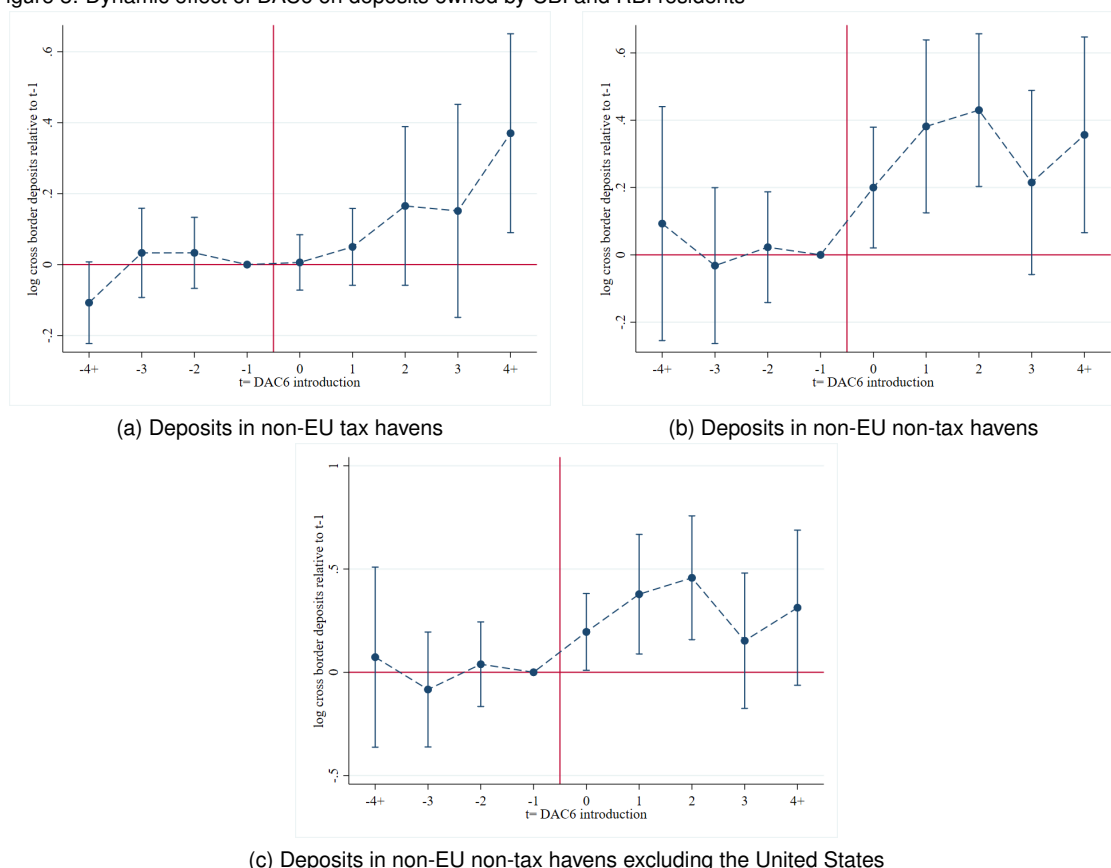 Dynamic effect of DAC6 on deposits owned by CBI and RBI residents
log cross border deposits relative to t-1
.6
.4
.2
0
-.2
-4+ -3 -2 -1 0 1 2 3 4+
t= DAC6 introduction
(a) Deposits in non-EU tax havens
log cross border deposits relative to t-1
.6
.4
.2
0
-.2
-4+ -3 -2 -1 0 1 2 3 4+
t= DAC6 introduction
(b) Deposits in non-EU non-tax havens
log cross border deposits relative to t-1
1
.5
0
-.5
-4+ -3 -2 -1 0 1 2 3 4+
t= DAC6 introduction
(c) Deposits in non-EU non-tax havens excluding the United States